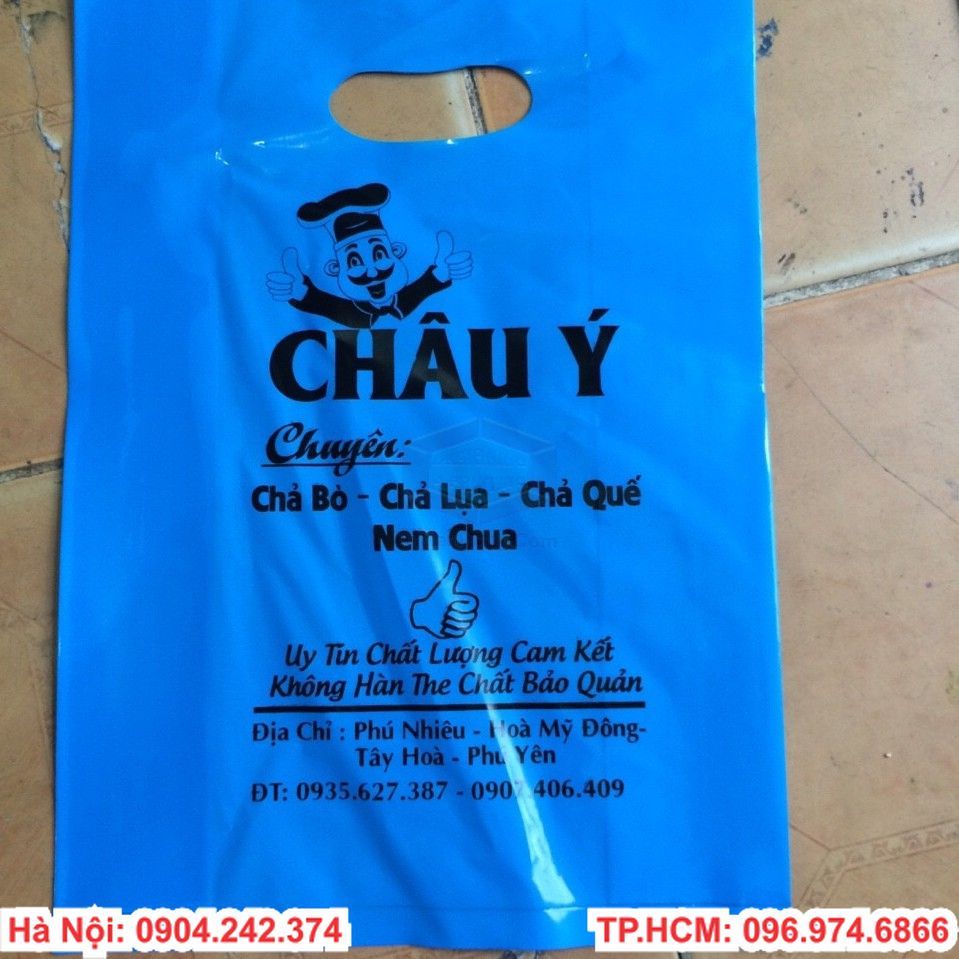 CHÂU Ý
Chuyên:
Chả Bò - Chả Lụa - Chả Quế
Nem Chua
Uy Tín Chất Lượng Cam Kết
Không Hàn The Chất Bảo Quản
Địa Chỉ : Phú Nhiêu - Hoà Mỹ Đông-
Tây Hoà - Phú Yên
ĐT: 0935.627.387 - 0907.406.409
Hà Nội: 0904.242.374
TP.HCM: 096.974.6866